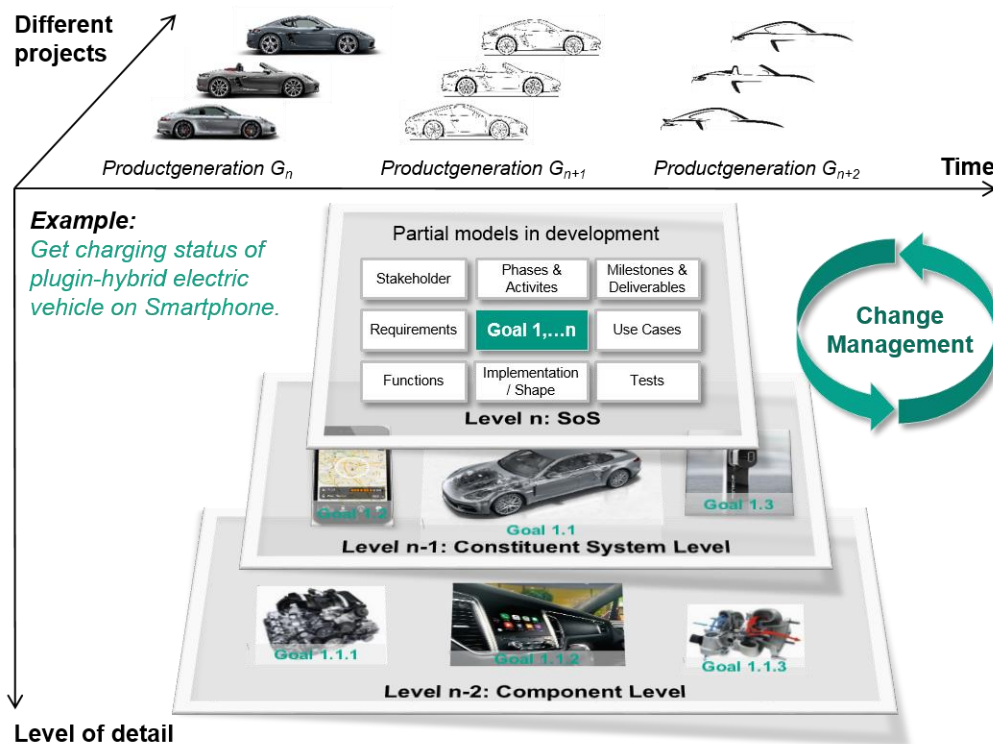 Different
projects
Productgeneration Gn
Productgeneration Gn+1
Productgeneration Gn+2
Time
Example:
Get charging status of
plugin-hybrid electric
vehicle on Smartphone.
Partial models in development
Stakeholder
Phases &
Activites
Milestones &
Deliverables
Requirements
Goal 1,...n
Use Cases
Functions
Implementation
/ Shape
Tests
Level n: SoS
Change
Management
Goal 1.2
Goal 1.1
Goal 1.3
Level n-1: Constituent System Level
Goal 1.1.1
Goal 1.1.2
Goal 1.1.3
Level n-2: Component Level
Level of detail